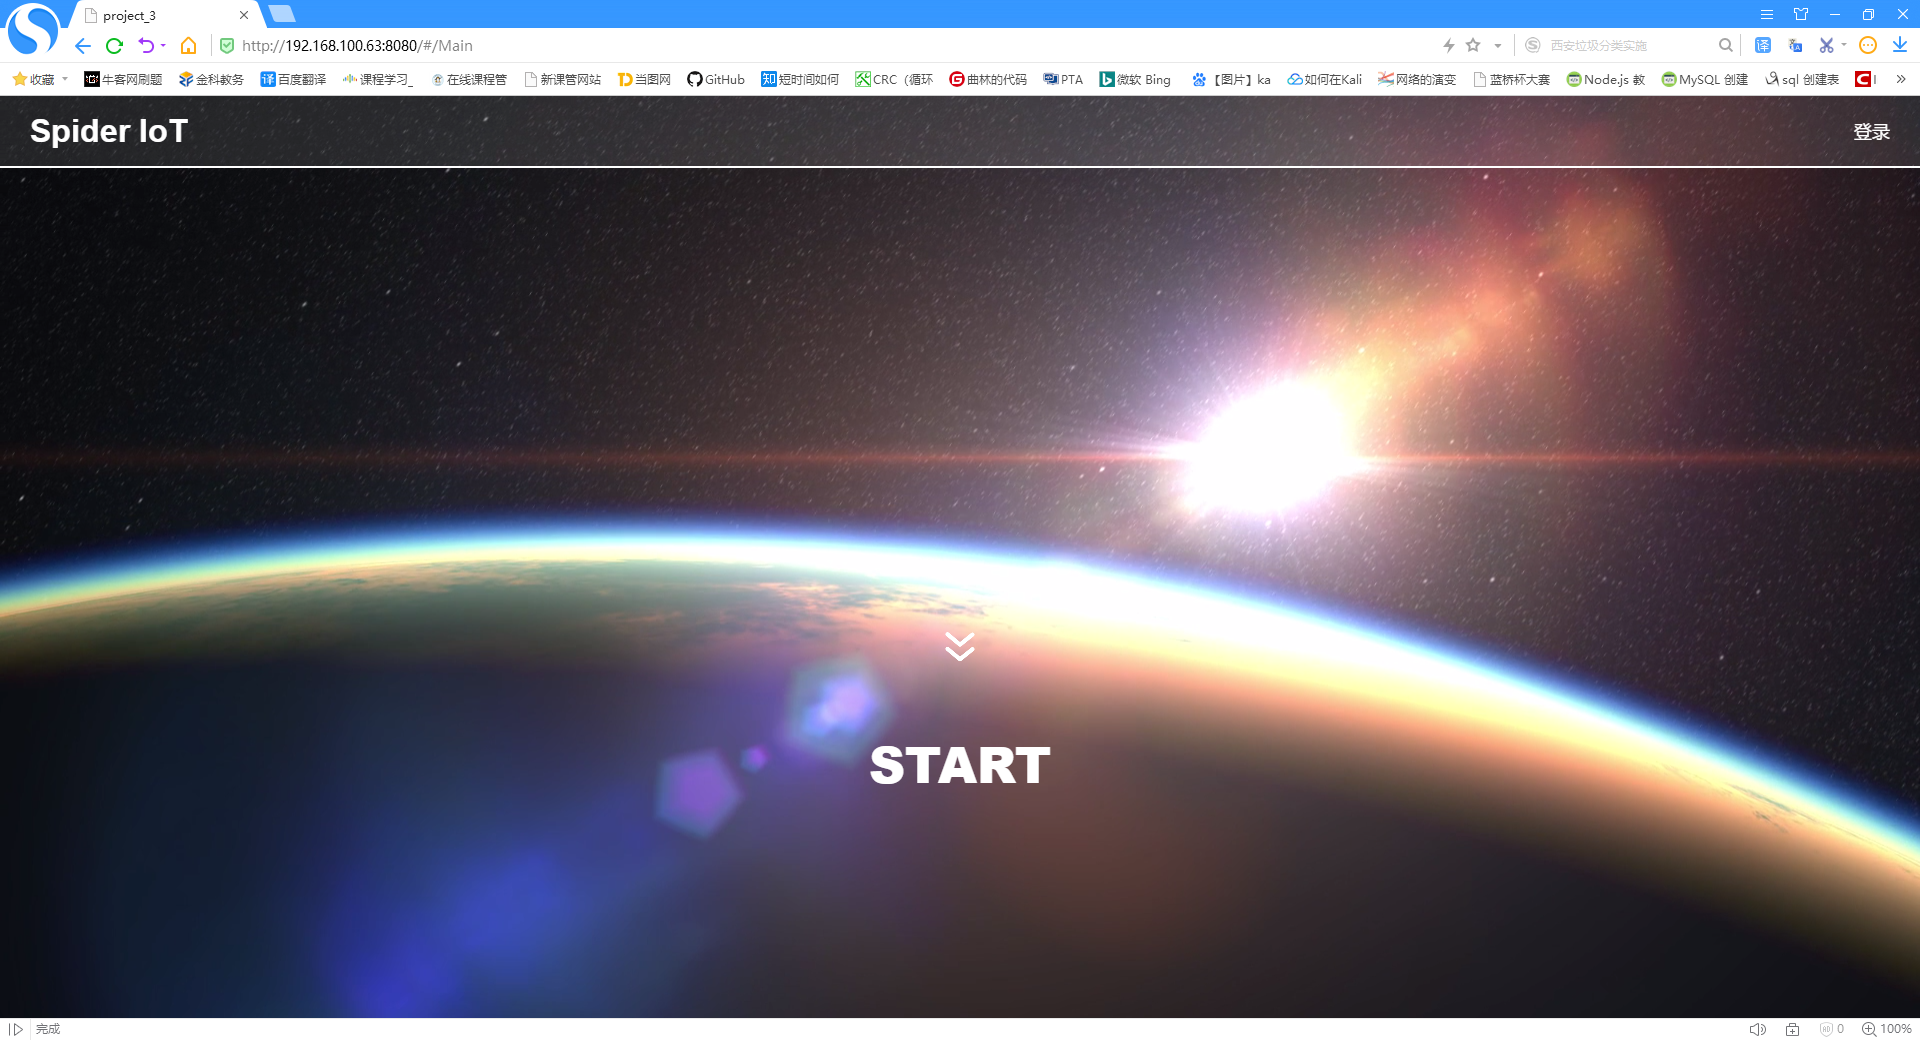 project_3
http://192.168.100.63:8080/#/Main
西安垃圾分类实施
译
收藏 牛客网刷题 金科教务 译 百度翻译 课程学习_ 在线课程管 新课管网站 当图网 GitHub 知 短时间如何 CRC（循环 曲林的代码 PTA 微软 Bing 【图片】ka 如何在Kali 网络的演变 蓝桥杯大赛 Node.js 教 MySQL 创建 sql 创建表 I
Spider IoT
登录
START
完成
0
100%